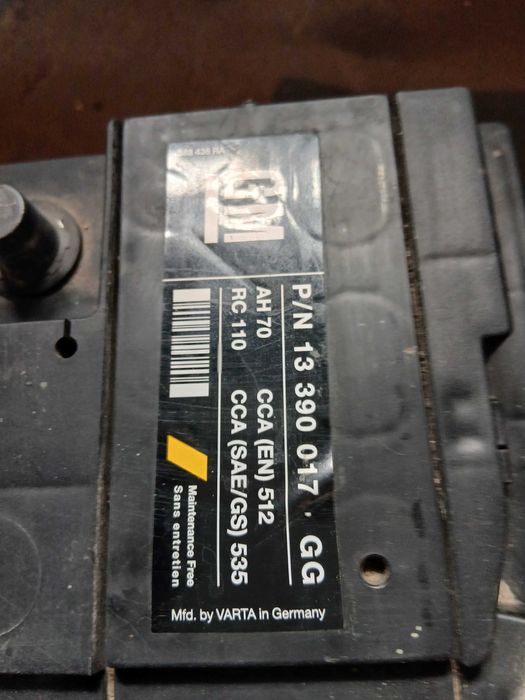 GM
P/N 13 390 017 . GG
AH 70 CCA (EN) 512
RC 110 CCA (SAE/GS) 535
Maintenance Free
Sans entretien
Mfd. by VARTA in Germany